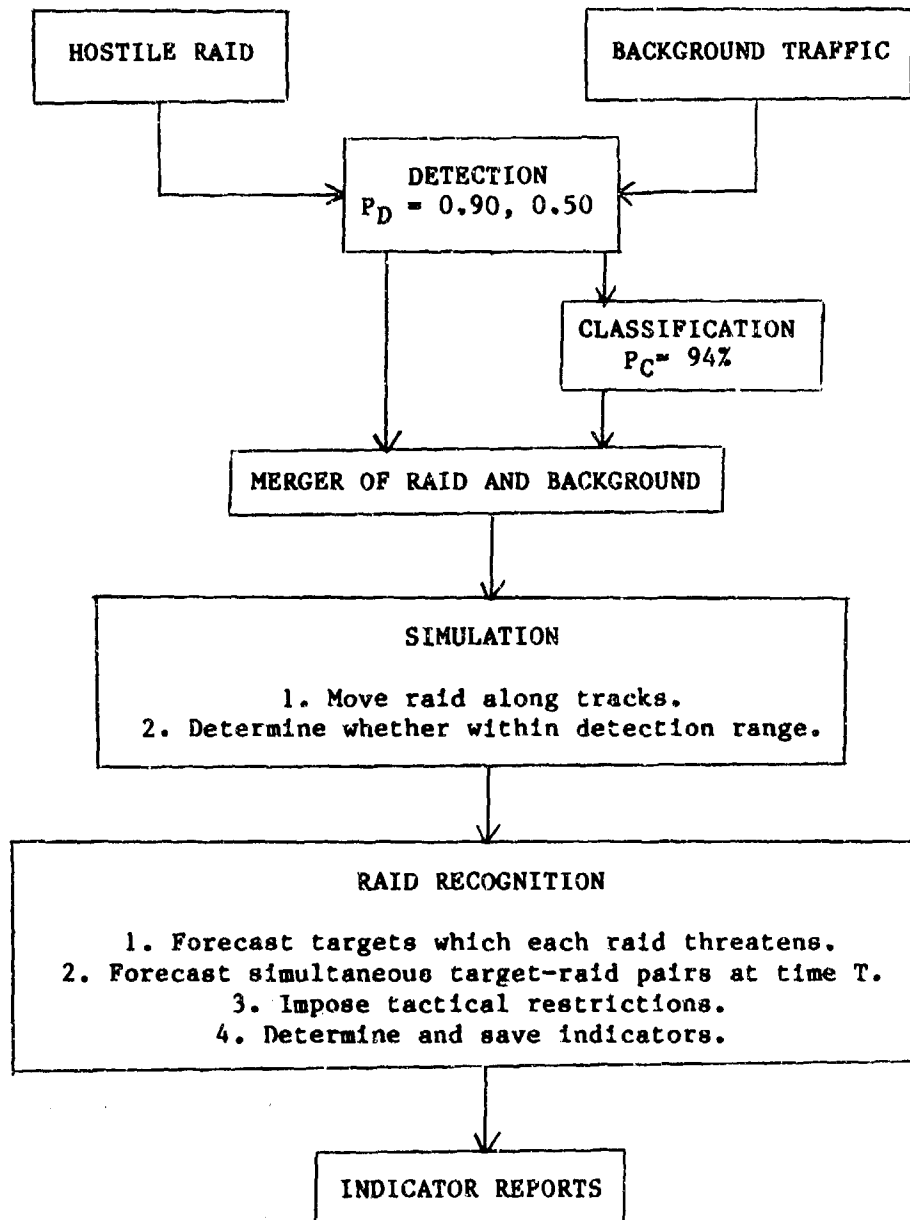 HOSTILE RAID
BACKGROUND TRAFFIC
DETECTION
P_D = 0.90, 0.50
CLASSIFICATION
P_C= 94%
MERGER OF RAID AND BACKGROUND
SIMULATION
1. Move raid along tracks.
2. Determine whether within detection range.
RAID RECOGNITION
1. Forecast targets which each raid threatens.
2. Forecast simultaneous target-raid pairs at time T.
3. Impose tactical restrictions.
4. Determine and save indicators.
INDICATOR REPORTS